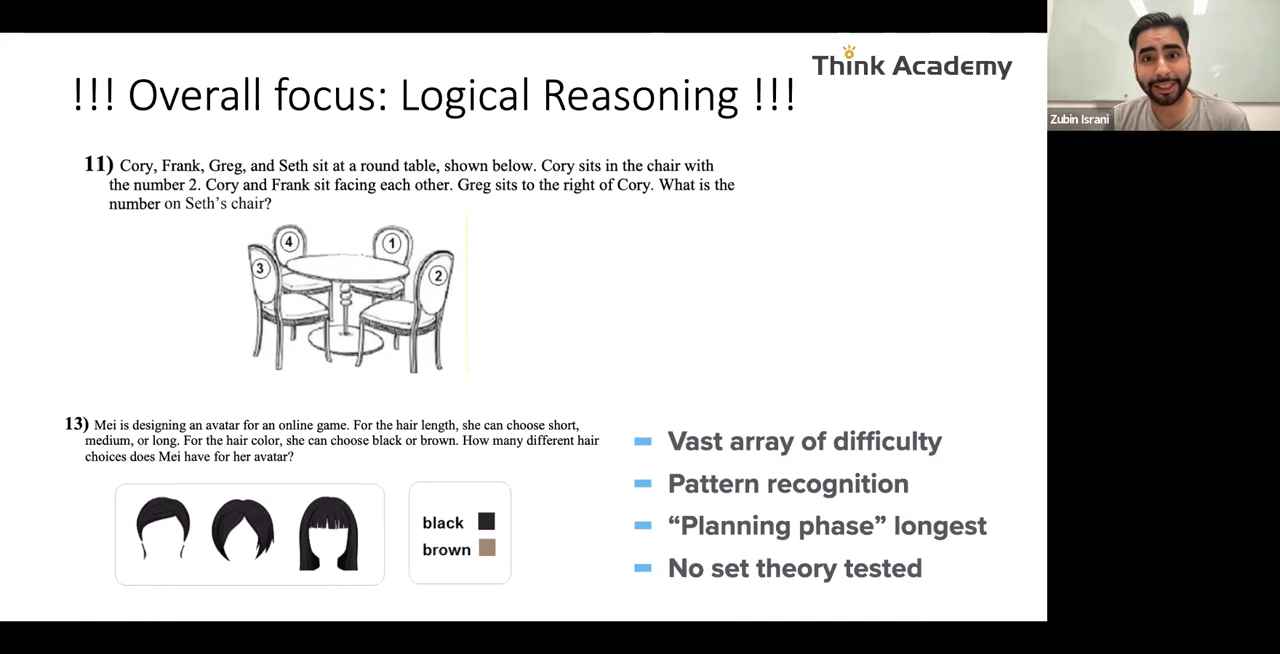 Think Academy
!!! Overall focus: Logical Reasoning !!!
Zubin Israni
11) Cory, Frank, Greg, and Seth sit at a round table, shown below. Cory sits in the chair with
the number 2. Cory and Frank sit facing each other. Greg sits to the right of Cory. What is the
number on Seth’s chair?
4
1
3
2
13) Mei is designing an avatar for an online game. For the hair length, she can choose short,
medium, or long. For the hair color, she can choose black or brown. How many different hair
choices does Mei have for her avatar?
black
brown
Vast array of difficulty
Pattern recognition
“Planning phase” longest
No set theory tested